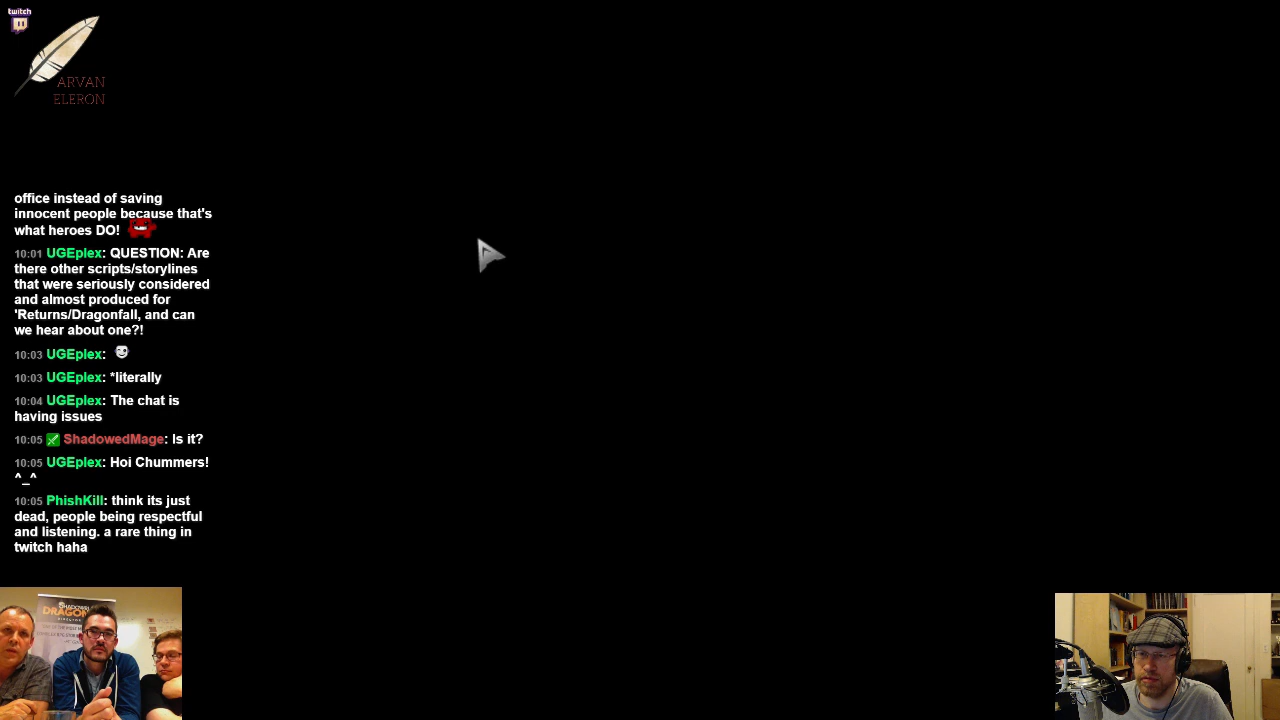 twitch
ARVAN
ELERON
office instead of saving
innocent people because that's
what heroes DO!
10:01 UGEplex: QUESTION: Are
there other scripts/storylines
that were seriously considered
and almost produced for
'Returns/Dragonfall, and can
we hear about one?!
10:03 UGEplex:
10:03 UGEplex: *literally
10:04 UGEplex: The chat is
having issues
10:05 ShadowedMage: Is it?
10:05 UGEplex: Hoi Chummers!
^_^
10:05 PhishKill: think its just
dead, people being respectful
and listening. a rare thing in
twitch haha
DRAGON